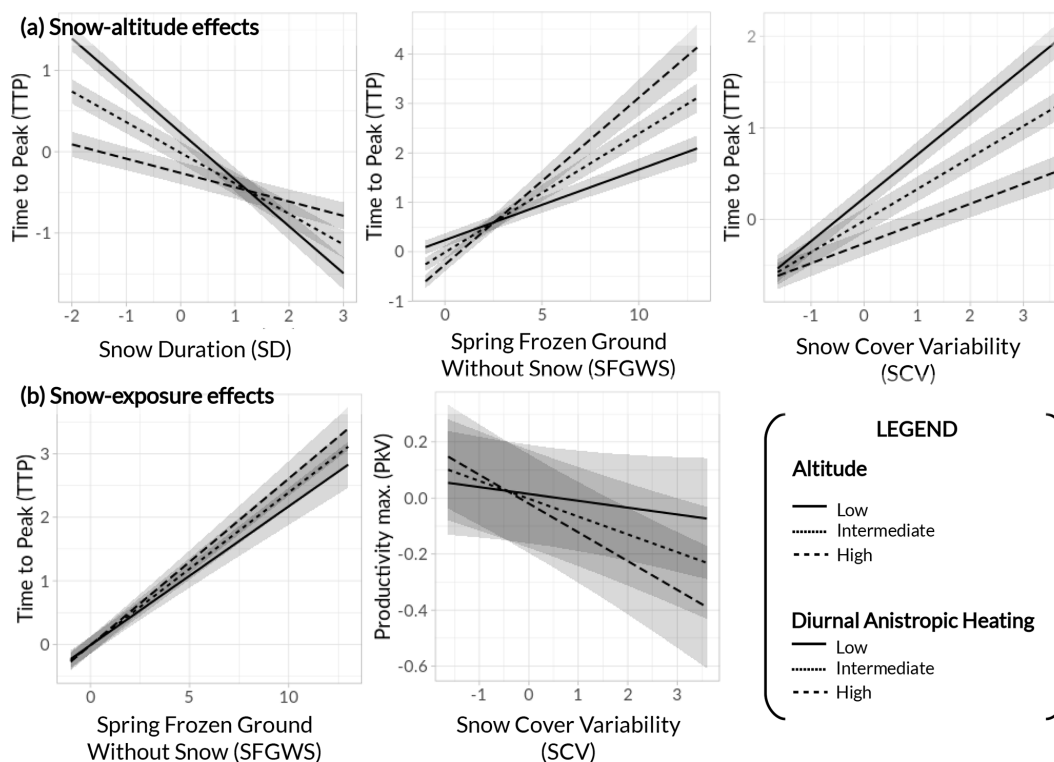 (a) Snow-altitude effects
Time to Peak (TTP)
1
0
-1
-2 -1 0 1 2 3
Snow Duration (SD)
Time to Peak (TTP)
4
3
2
1
0
-1
0 5 10
Spring Frozen Ground
Without Snow (SFGWS)
Time to Peak (TTP)
2
1
0
-1 0 1 2 3
Snow Cover Variability
(SCV)
(b) Snow-exposure effects
Time to Peak (TTP)
3
2
1
0
0 5 10
Spring Frozen Ground
Without Snow (SFGWS)
Productivity max. (PkV)
0.2
0.0
-0.2
-0.4
-0.6
-1 0 1 2 3
Snow Cover Variability
(SCV)
LEGEND
Altitude
Low
Intermediate
High
Diurnal Anistropic Heating
Low
Intermediate
High